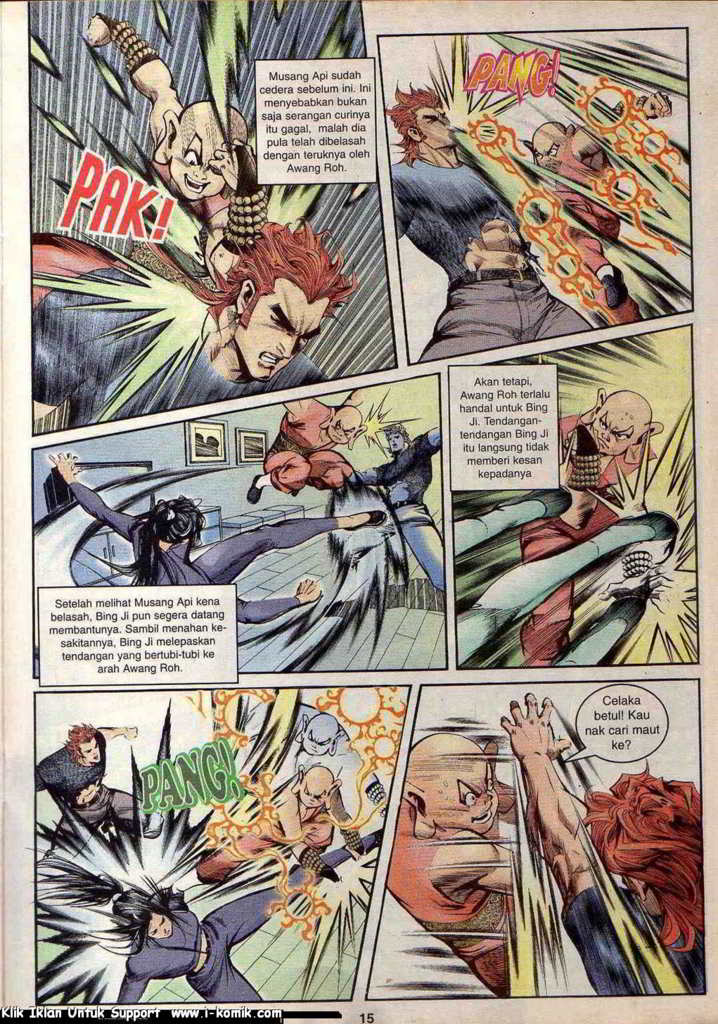 Musang Api sudah
cedera sebelum ini. Ini
menyebabkan bukan
saja serangan curinya
itu gagal, malah dia
pula telah dibelasah
dengan teruknya oleh
Awang Roh.
PAK!
PANG!
Setelah melihat Musang Api kena
belasah, Bing Ji pun segera datang
membantunya. Sambil menahan ke-
sakitannya, Bing Ji melepaskan
tendangan yang bertubi-tubi ke
arah Awang Roh.
Akan tetapi,
Awang Roh terlalu
handal untuk Bing
Ji. Tendangan-
tendangan Bing Ji
itu tidak
memberi kesan
kepadanya
PANG!
Celaka
betul! Kau
nak cari maut
ke?
Klik Iklan Untuk Support www.i-komik.com
15